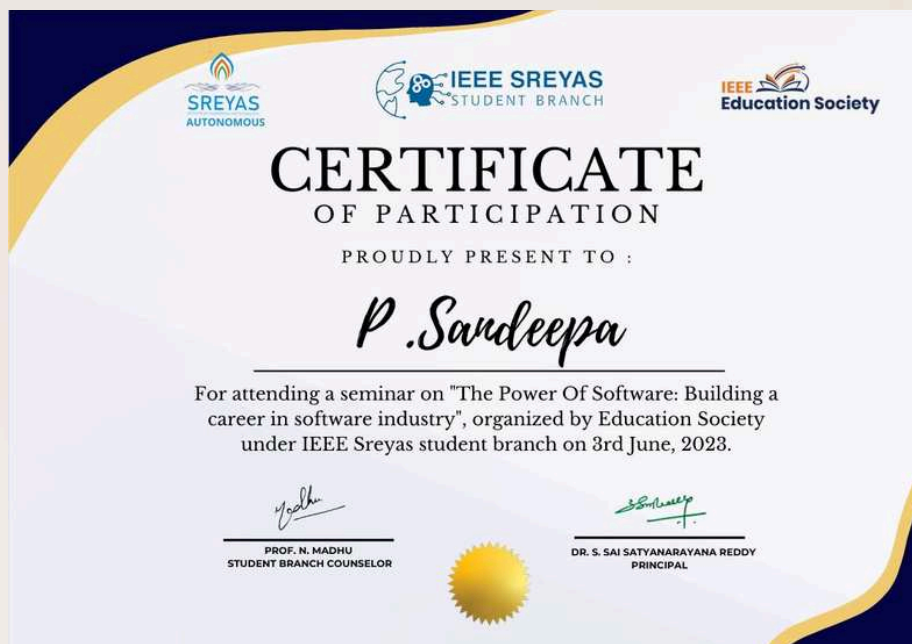 SREYAS
AUTONOMOUS
IEEE SREYAS
STUDENT BRANCH
IEEE
Education Society
CERTIFICATE
OF PARTICIPATION
PROUDLY PRESENT TO :
P .Sandeepa
For attending a seminar on "The Power Of Software: Building a
career in software industry", organized by Education Society
under IEEE Sreyas student branch on 3rd June, 2023.
Madhu
PROF. N. MADHU
STUDENT BRANCH COUNSELOR
DR. S. SAI SATYANARAYANA REDDY
PRINCIPAL